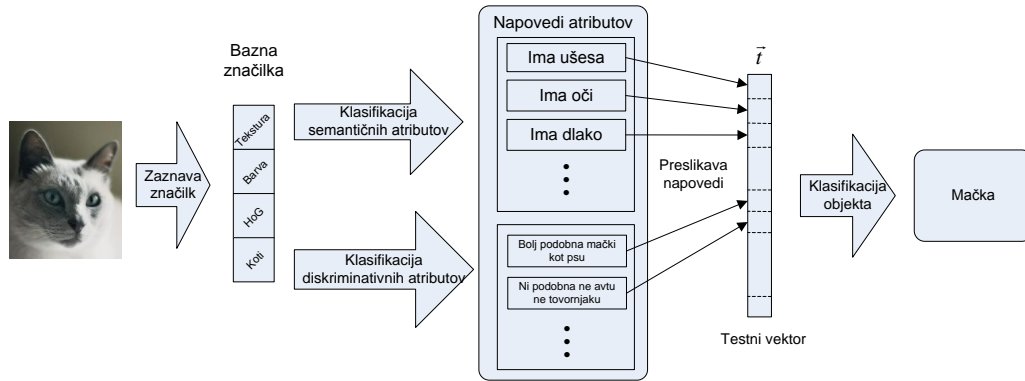 Zaznava
značilk
Bazna
značilka
Tekstura
Barva
HoG
Koti
Klasifikacija
semantičnih atributov
Klasifikacija
diskriminativnih atributov
Napovedi atributov
Ima ušesa
Ima oči
Ima dlako
Bolj podobna mački
kot psu
Ni podobna ne avtu
ne tovornjaku
Preslikava
napovedi
t
Testni vektor
Klasifikacija
objekta
Mačka